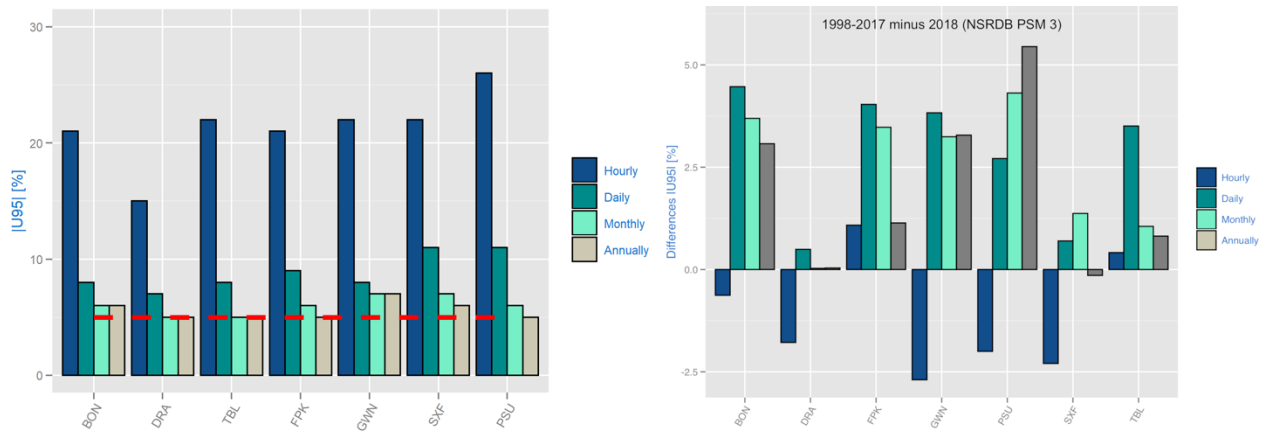 30
20
10
0
|U95| [%]
BON
DRA
TBL
FPK
GWN
SXF
PSU
Hourly
Daily
Monthly
Annually
1998-2017 minus 2018 (NSRDB PSM 3)
5.0
2.5
0.0
-2.5
Differences |U95| [%]
BON
DRA
FPK
GWN
PSU
SXF
TBL
Hourly
Daily
Monthly
Annually